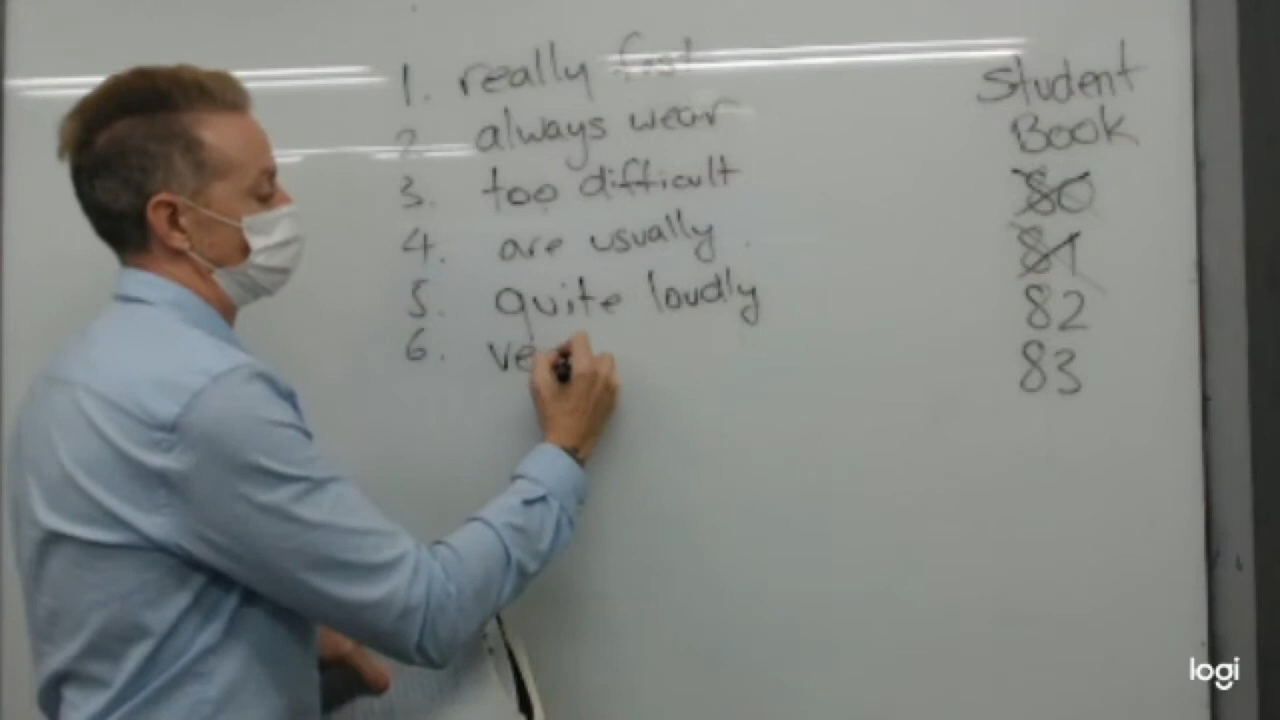 1. really fast
2. always wear
3. too difficult
4. are usually
5. quite loudly
6. ve
Student
Book
80
81
82
83
logi